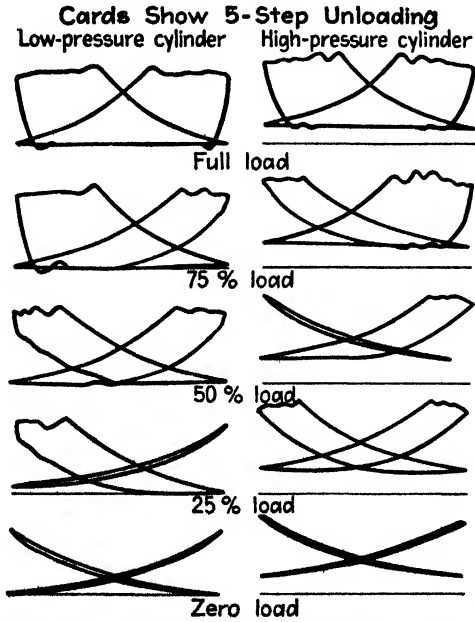 Cards Show 5-Step Unloading
Low-pressure cylinder High-pressure cylinder
Full load
75 % load
50 % load
25 % load
Zero load